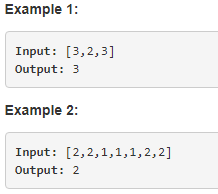 Example 1:
Input: [3,2,3]
Output: 3
Example 2:
Input: [2,2,1,1,1,2,2]
Output: 2